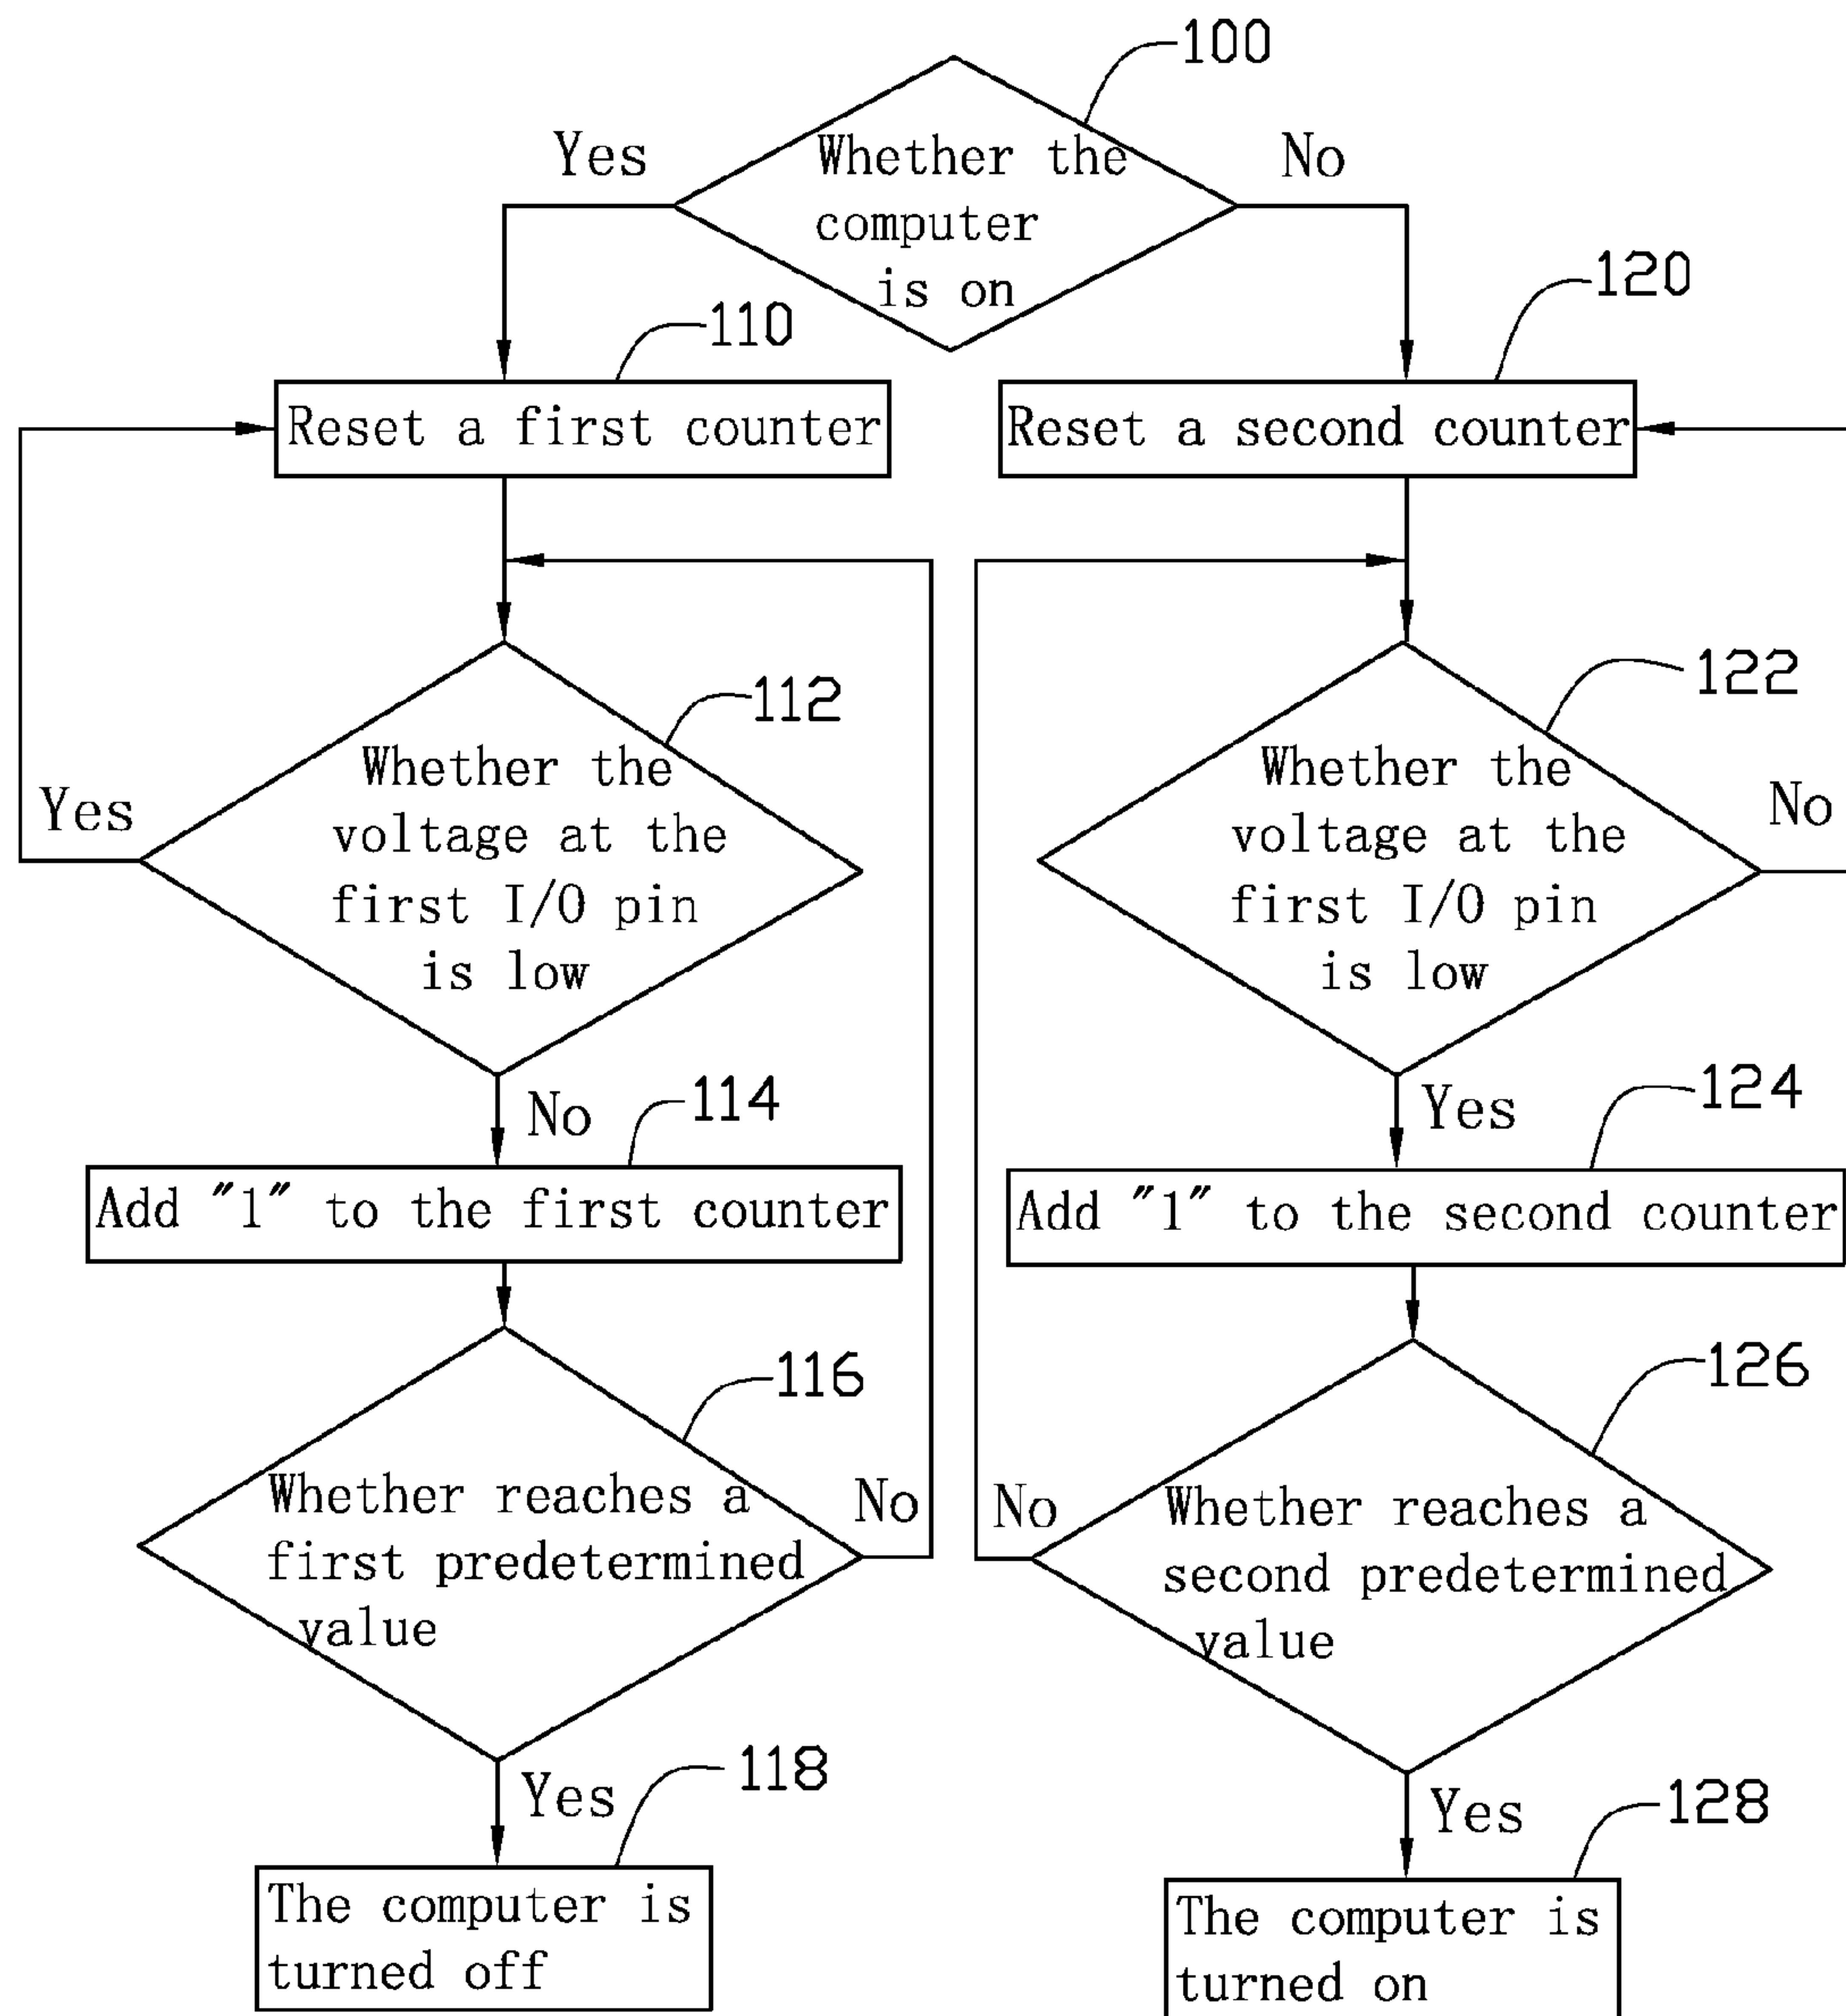 100
Yes
Whether the
computer
is on
No
110
120
Reset a first counter
Reset a second counter
112
Whether the
voltage at the
first I/O pin
is low
Yes
122
Whether the
voltage at the
first I/O pin
is low
No
No
114
Yes
124
Add "1" to the first counter
Add "1" to the second counter
116
Whether reaches a
first predetermined
value
No
126
No
Whether reaches a
second predetermined
value
Yes
118
Yes
128
The computer is
turned off
The computer is
turned on